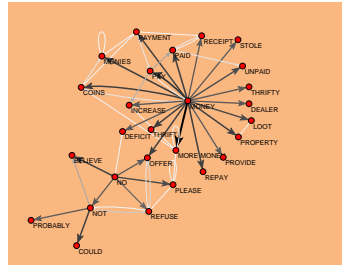 PAYMENT
RECEIPT
STOLE
MONIES
PAID
UNPAID
PAY
COINS
THRIFTY
INCREASE
MONEY
DEALER
LOOT
DEFICIT
THRIFT
PROPERTY
BELIEVE
OFFER
MORE MONEY
PROVIDE
REPAY
NO
PLEASE
NOT
REFUSE
PROBABLY
COULD